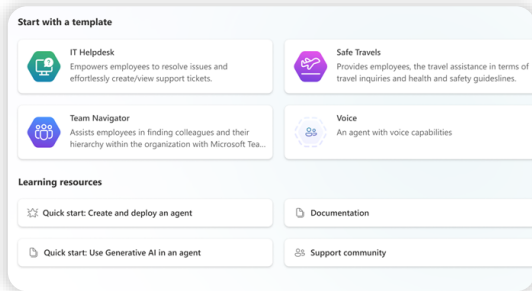 Start with a template
IT Helpdesk
Empowers employees to resolve issues and
effortlessly create/view support tickets.
Safe Travels
Provides employees, the travel assistance in terms of
travel inquiries and health and safety guideslines.
Team Navigator
Assists employees in finding colleagues and their
hierarchy within the organization with Microsoft Tea...
Voice
An agent with voice capabilities
Learning resources
Quick start: Create and deploy an agent
Documentation
Quick start: Use Generative AI in an agent
Support community